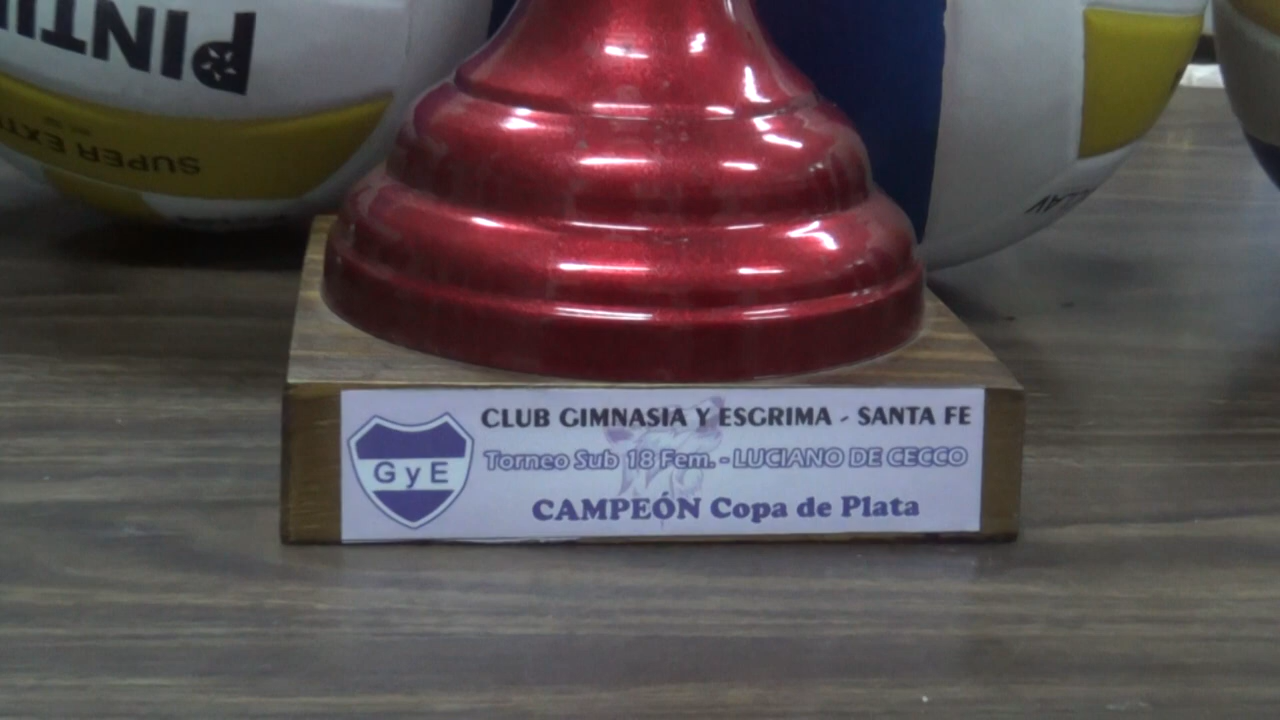 PINTU
SUPER EXT
CLUB GIMNASIA Y ESGRIMA - SANTA FE
G y E
Torneo Sub 18 Fem. - LUCIANO DE CECCO
CAMPEÓN Copa de Plata